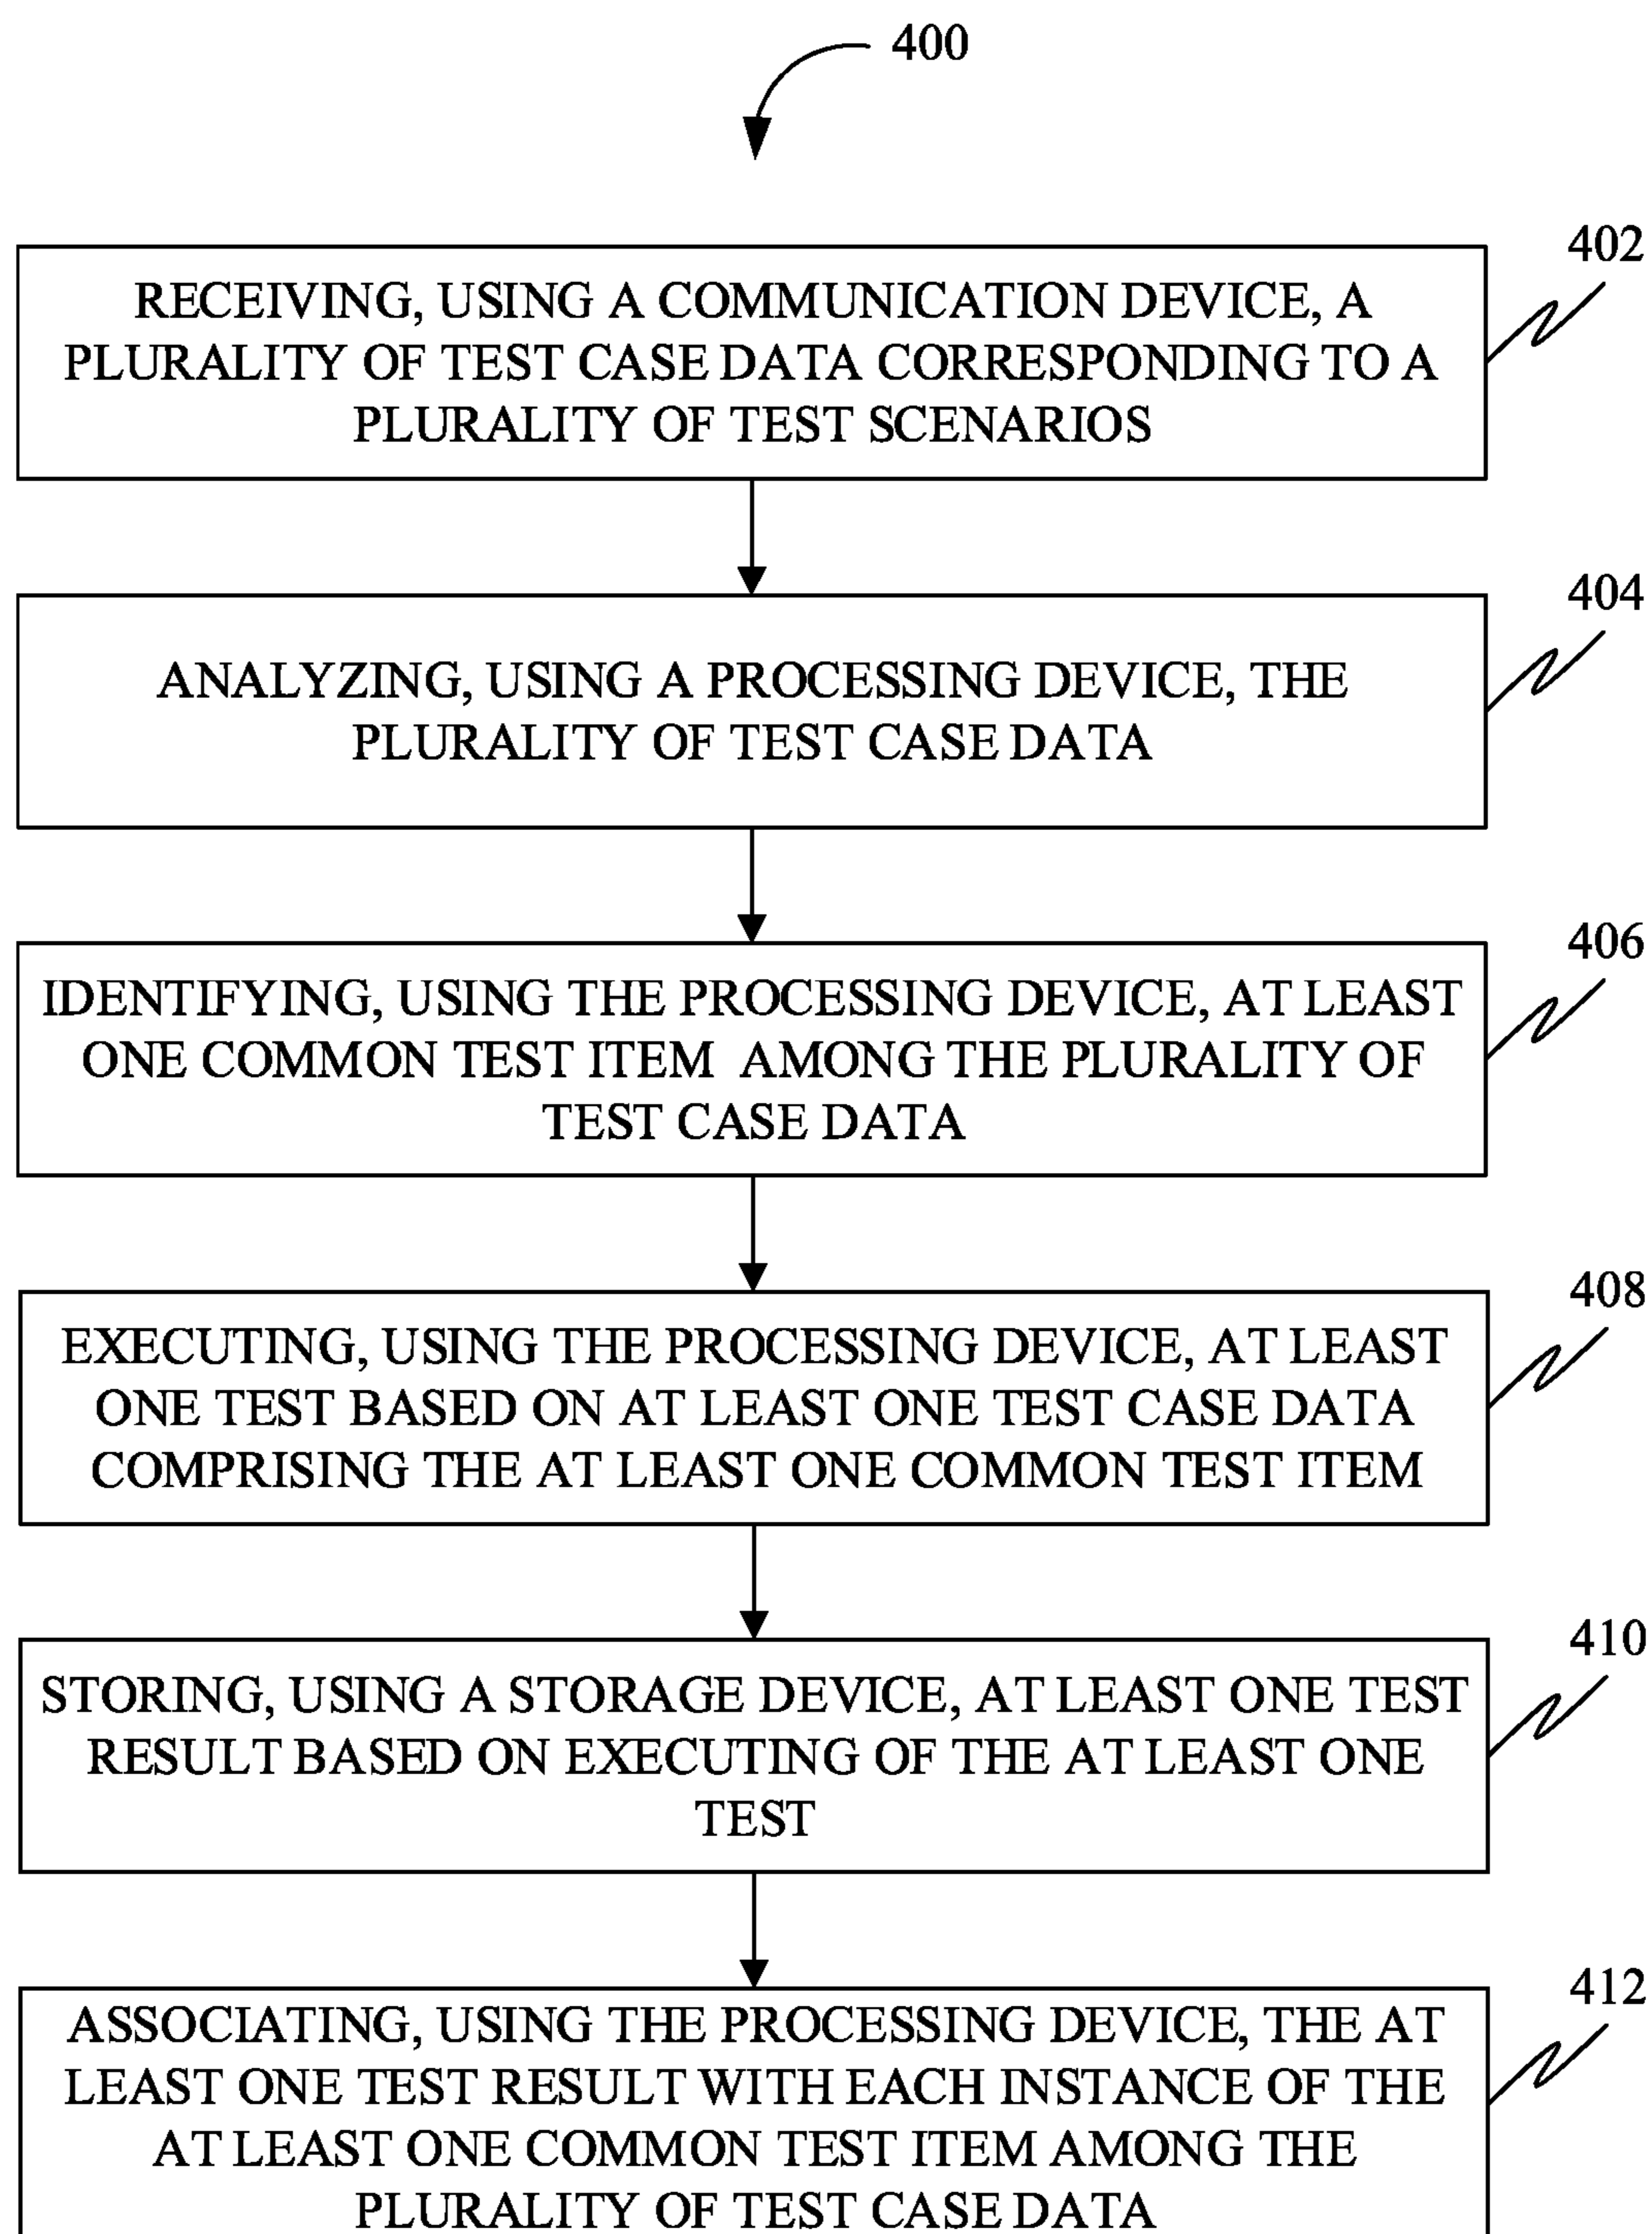 400
402
RECEIVING, USING A COMMUNICATION DEVICE, A
PLURALITY OF TEST CASE DATA CORRESPONDING TO A
PLURALITY OF TEST SCENARIOS
404
ANALYZING, USING A PROCESSING DEVICE, THE
PLURALITY OF TEST CASE DATA
406
IDENTIFYING, USING THE PROCESSING DEVICE, AT LEAST
ONE COMMON TEST ITEM AMONG THE PLURALITY OF
TEST CASE DATA
408
EXECUTING, USING THE PROCESSING DEVICE, AT LEAST
ONE TEST BASED ON AT LEAST ONE TEST CASE DATA
COMPRISING THE AT LEAST ONE COMMON TEST ITEM
410
STORING, USING A STORAGE DEVICE, AT LEAST ONE TEST
RESULT BASED ON EXECUTING OF THE AT LEAST ONE
TEST
412
ASSOCIATING, USING THE PROCESSING DEVICE, THE AT
LEAST ONE TEST RESULT WITH EACH INSTANCE OF THE
AT LEAST ONE COMMON TEST ITEM AMONG THE
PLURALITY OF TEST CASE DATA